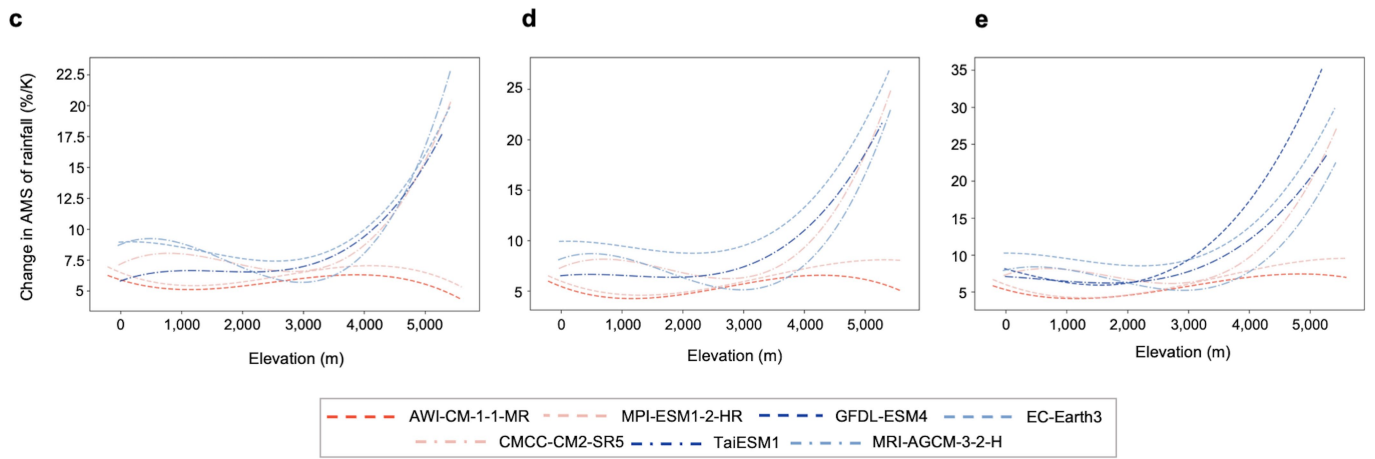 c
d
e
Change in AMS of rainfall (%/K)
22.5
20
17.5
15
12.5
10
7.5
5
0
1,000
2,000
3,000
4,000
5,000
Elevation (m)
25
20
15
10
5
0
1,000
2,000
3,000
4,000
5,000
Elevation (m)
35
30
25
20
15
10
5
0
1,000
2,000
3,000
4,000
5,000
Elevation (m)
AWI-CM-1-1-MR
MPI-ESM1-2-HR
GFDL-ESM4
EC-Earth3
CMCC-CM2-SR5
TaiESM1
MRI-AGCM-3-2-H